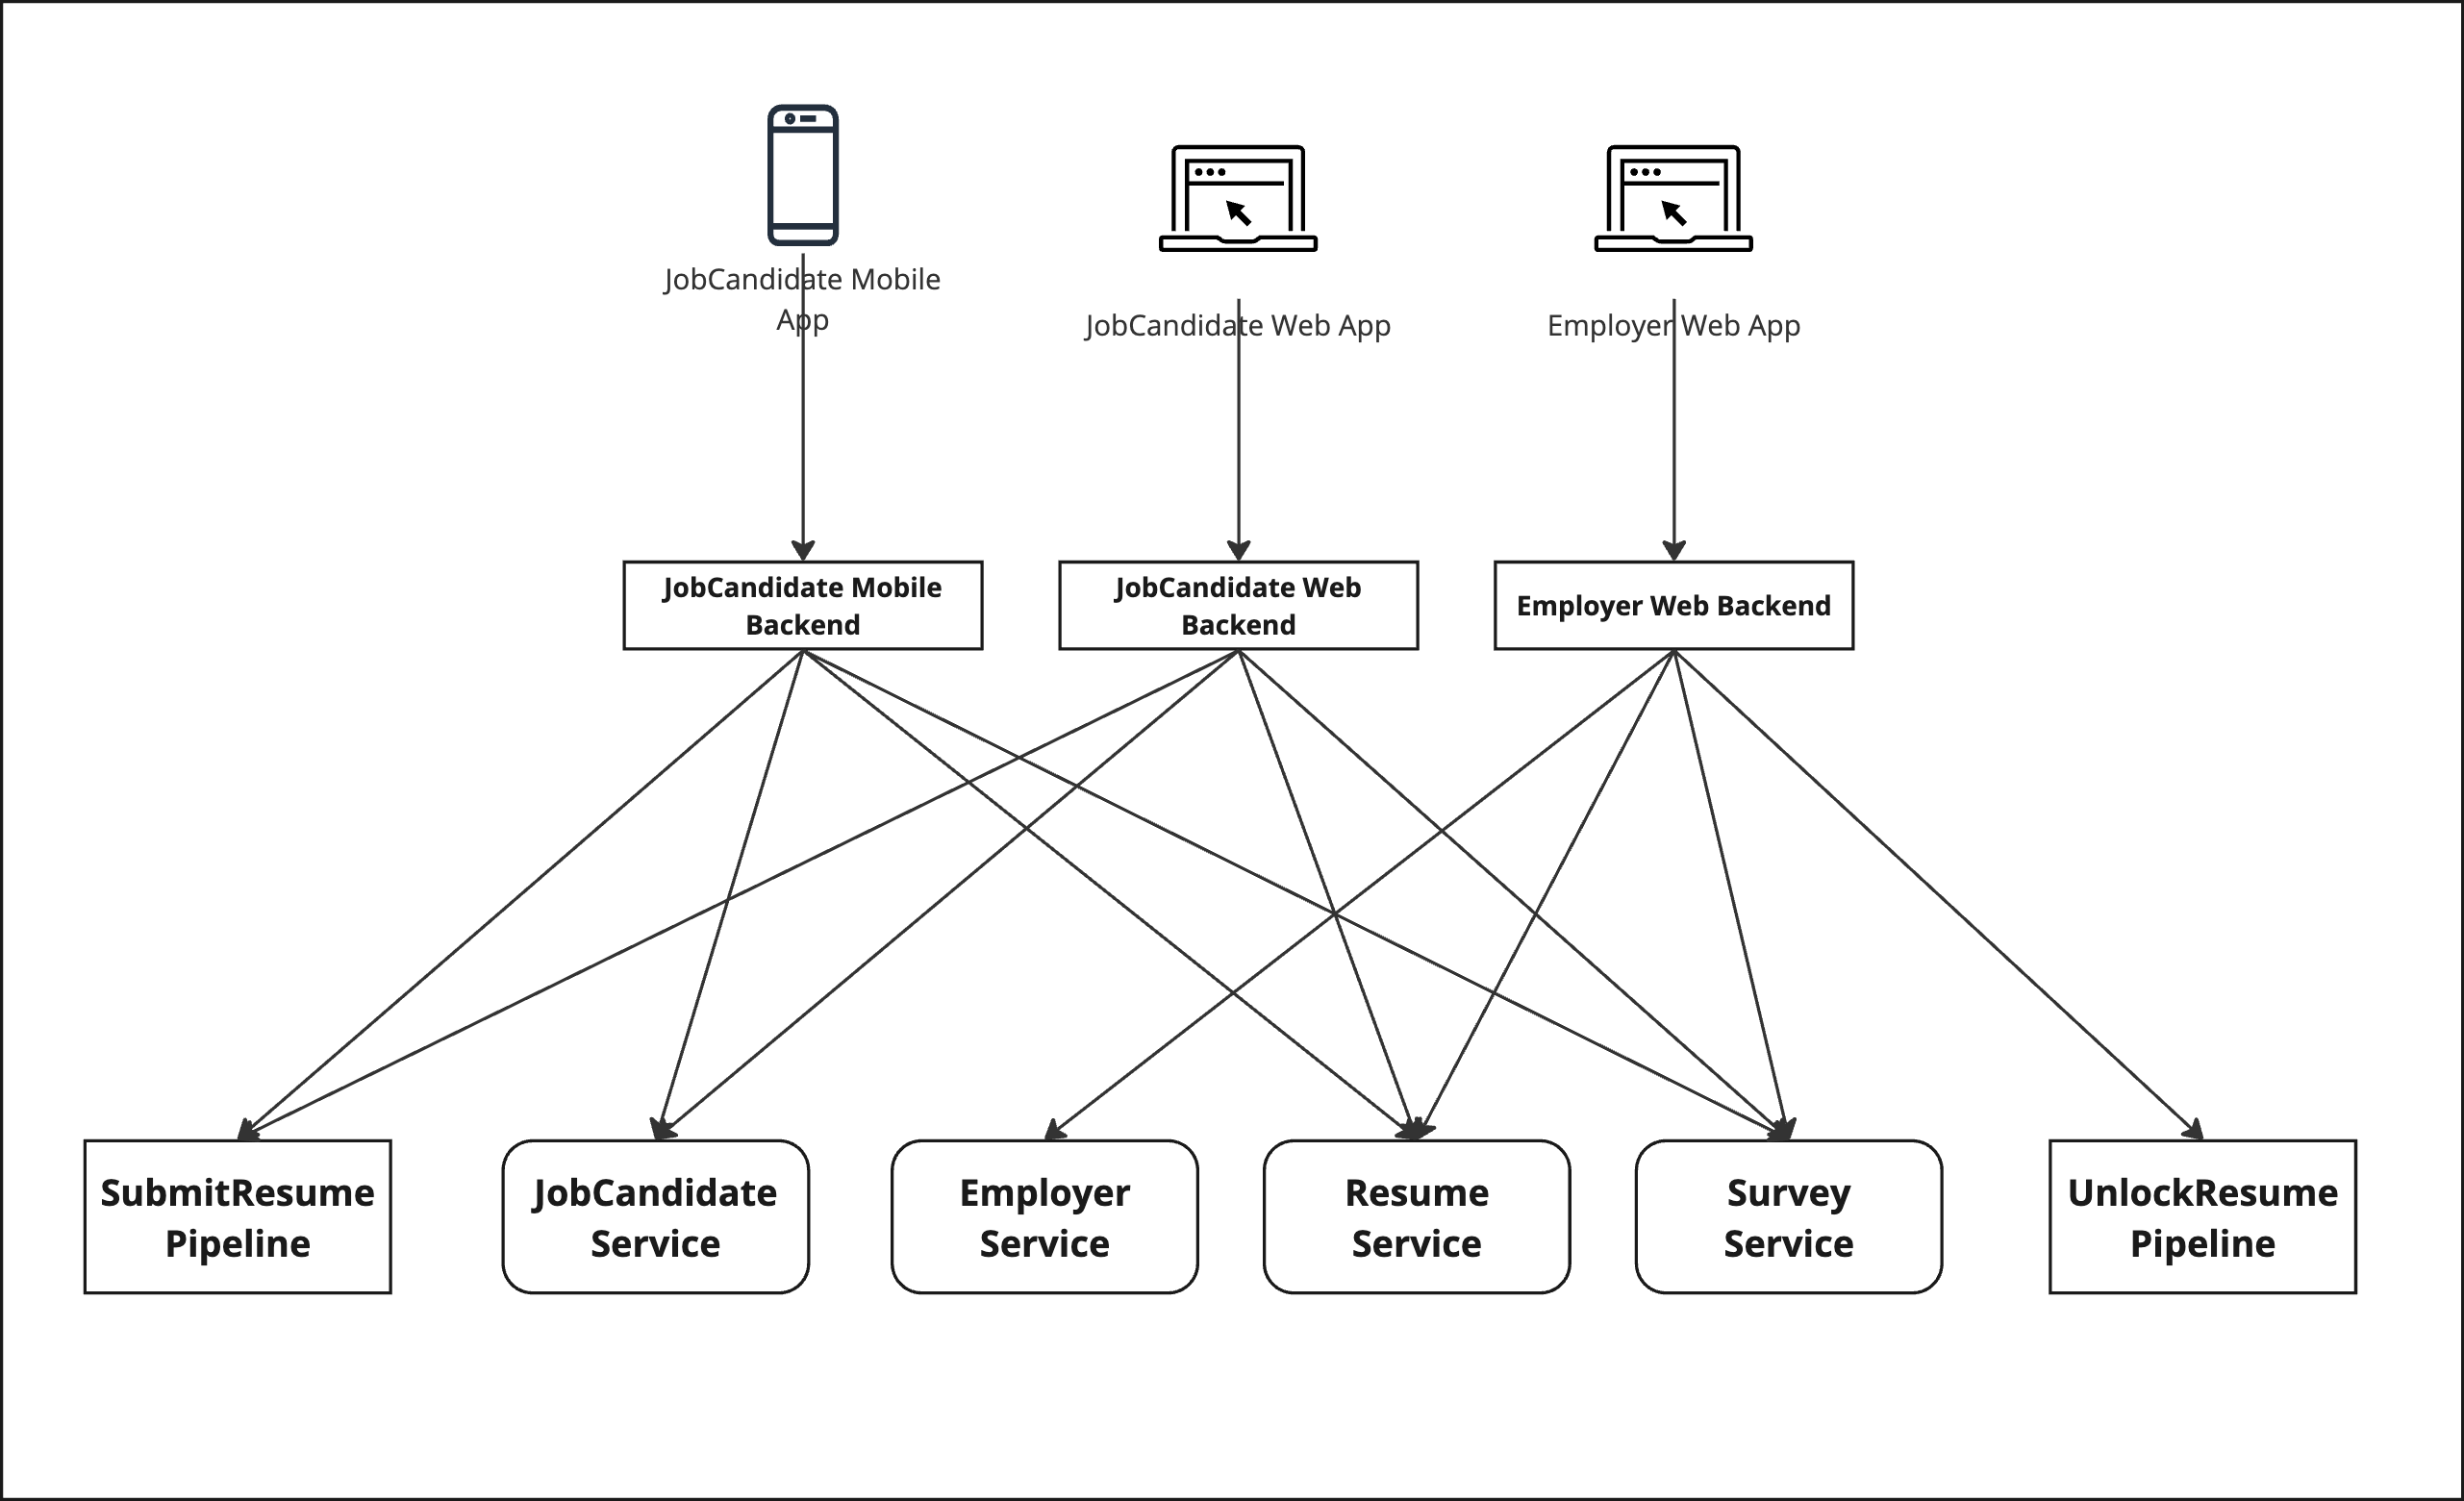 JobCandidate Mobile
App
JobCandidate Web App
Employer Web App
JobCandidate Mobile
Backend
JobCandidate Web
Backend
Employer Web Backend
SubmitResume
Pipeline
JobCandidate
Service
Employer
Service
Resume
Service
Survey
Service
UnlockResume
Pipeline